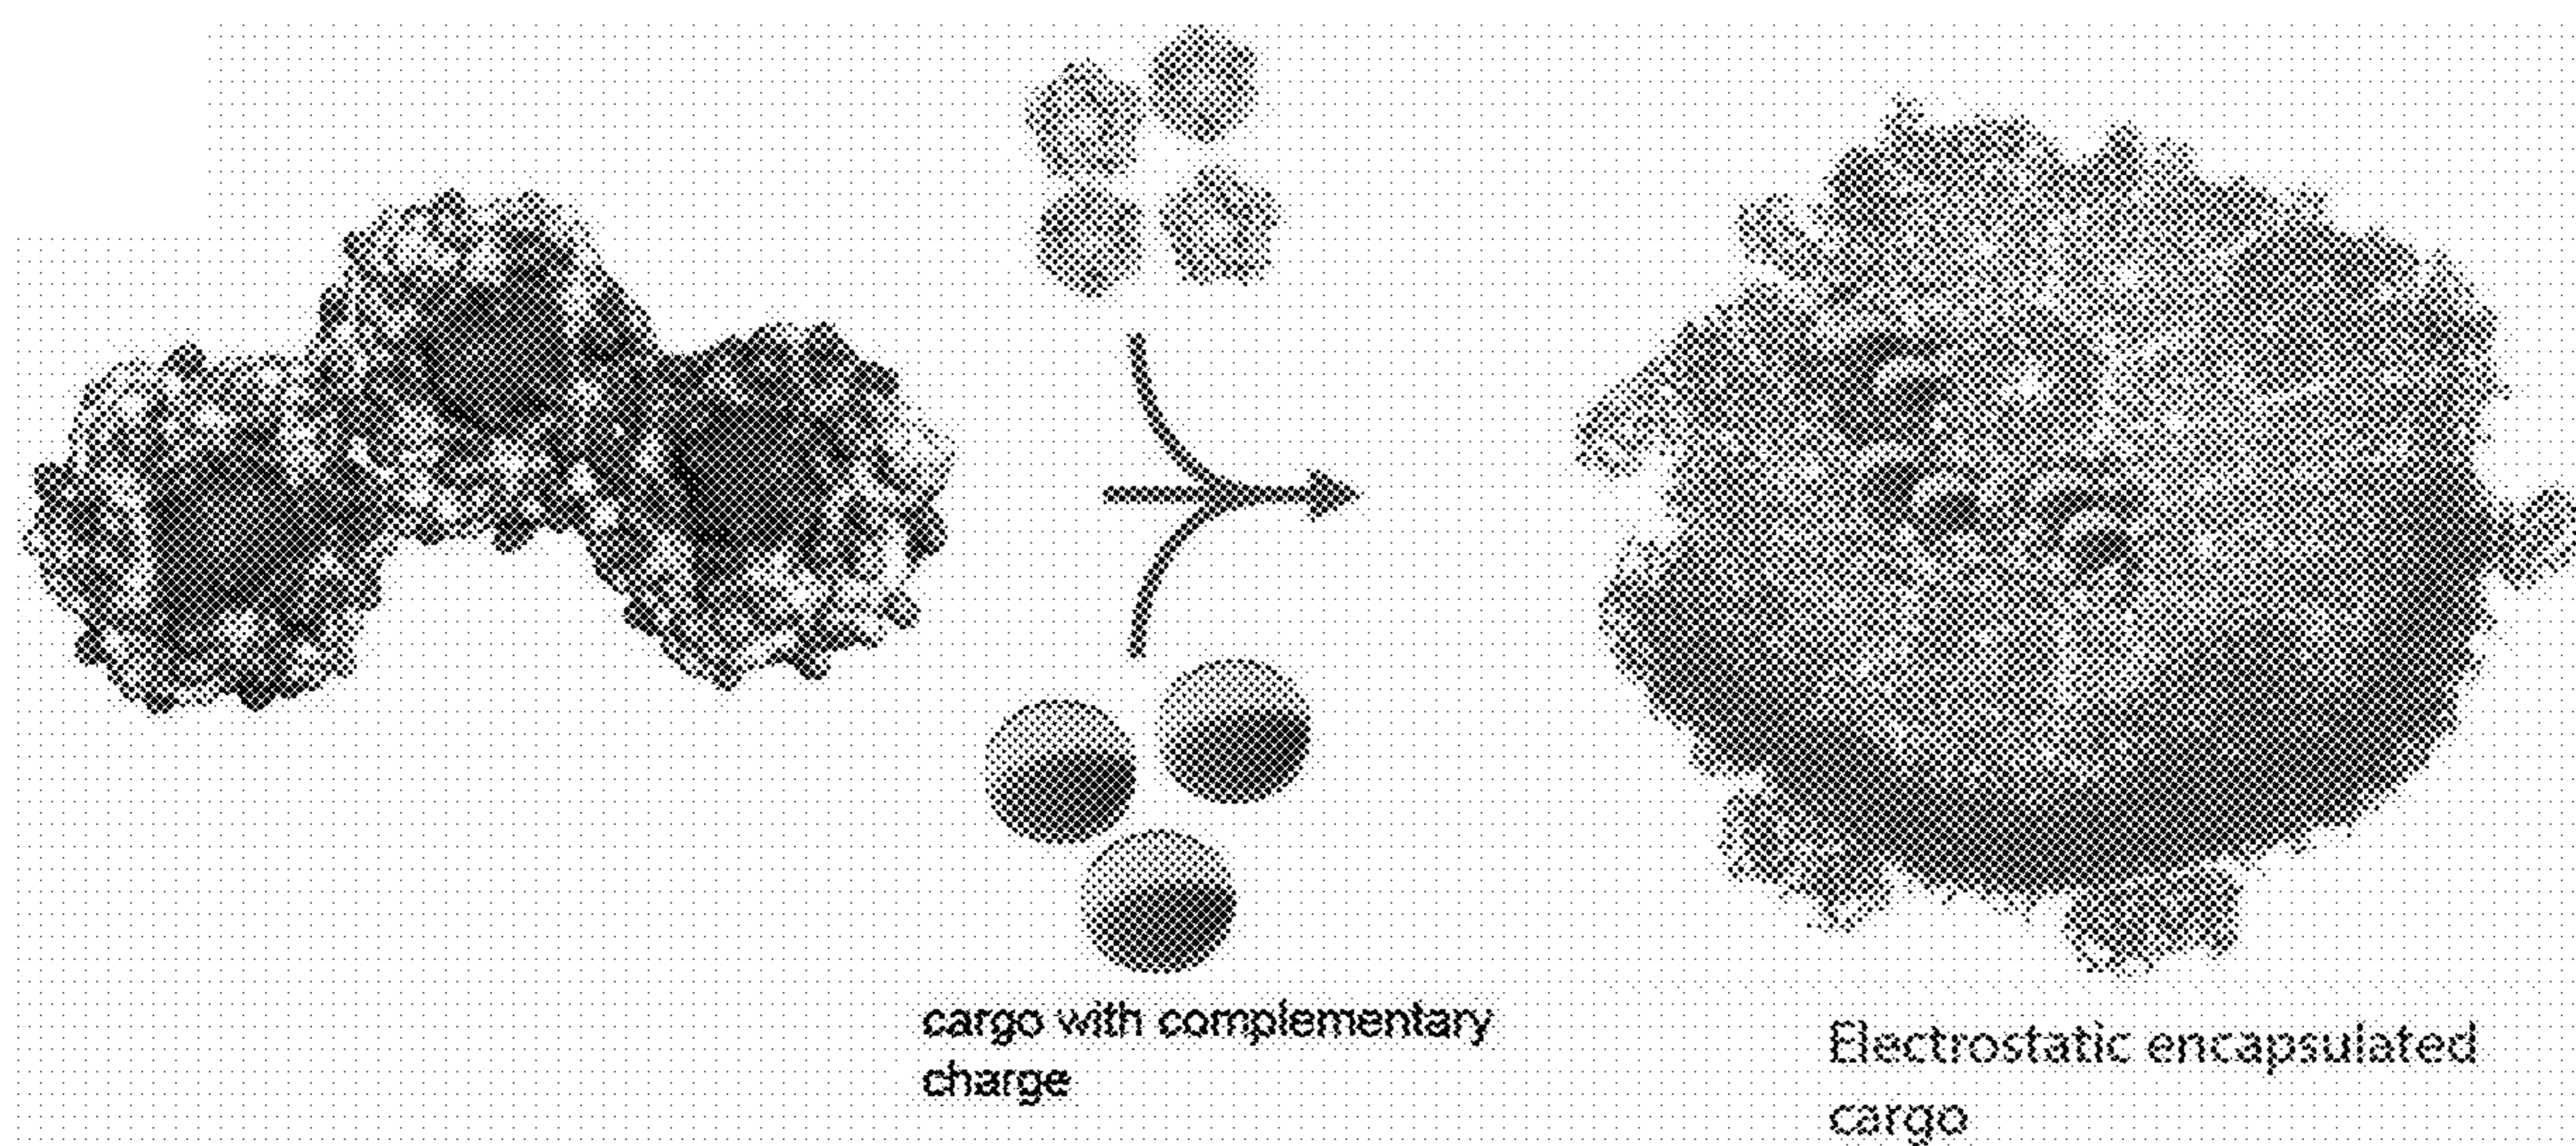 cargo with complementary
charge
Electrostatic encapsulated
cargo